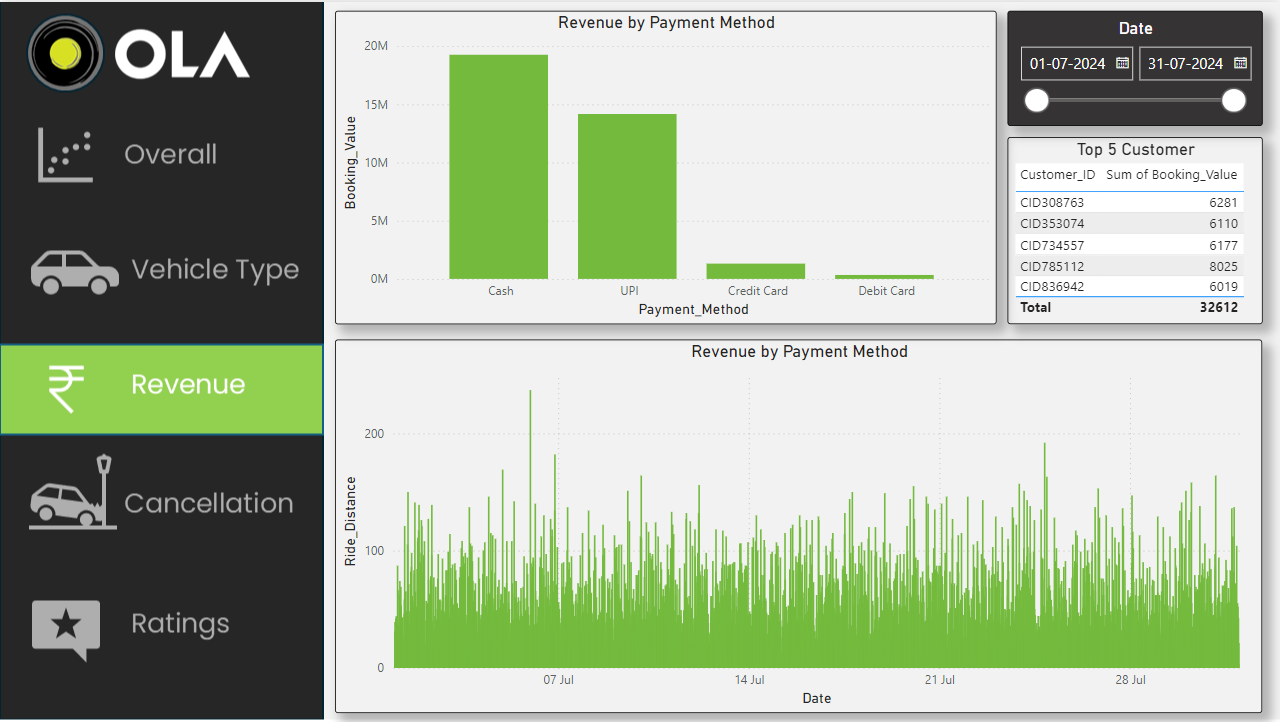 OLA
Overall
Vehicle Type
Revenue
Cancellation
Ratings
Revenue by Payment Method
Booking_Value
20M
15M
10M
5M
0M
Cash UPI Credit Card Debit Card
Payment_Method
Date
01-07-2024 31-07-2024
Top 5 Customer
Customer_ID Sum of Booking_Value
CID308763 6281
CID353074 6110
CID734557 6177
CID785112 8025
CID836942 6019
Total 32612
Revenue by Payment Method
Ride_Distance
200
100
0
07 Jul 14 Jul 21 Jul 28 Jul
Date